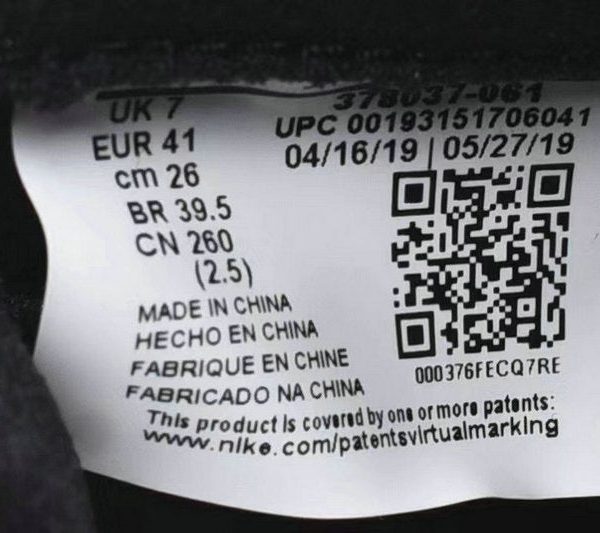 UK 7
EUR 41
cm 26
BR 39.5
CN 260
(2.5)
378037-061
UPC 00193151706041
04/16/19 | 05/27/19
000376FECQ7RE
MADE IN CHINA
HECHO EN CHINA
FABRIQUE EN CHINE
FABRICADO NA CHINA
This product is covered by one or more patents:
www.nike.com/patentsvirtualmarking